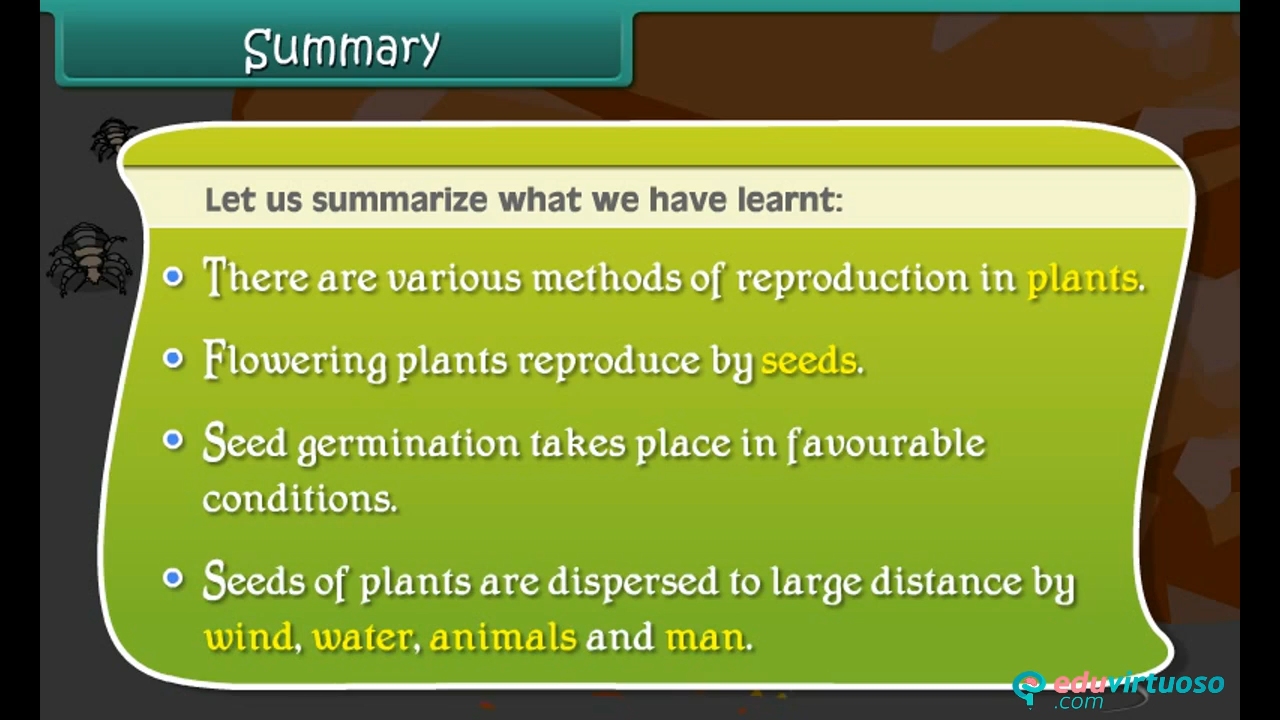 Summary
Let us summarize what we have learnt:
There are various methods of reproduction in plants.
Flowering plants reproduce by seeds.
Seed germination takes place in favourable
conditions.
Seeds of plants are dispersed to large distance by
wind, water, animals and man.
eduvirtuoso
.com